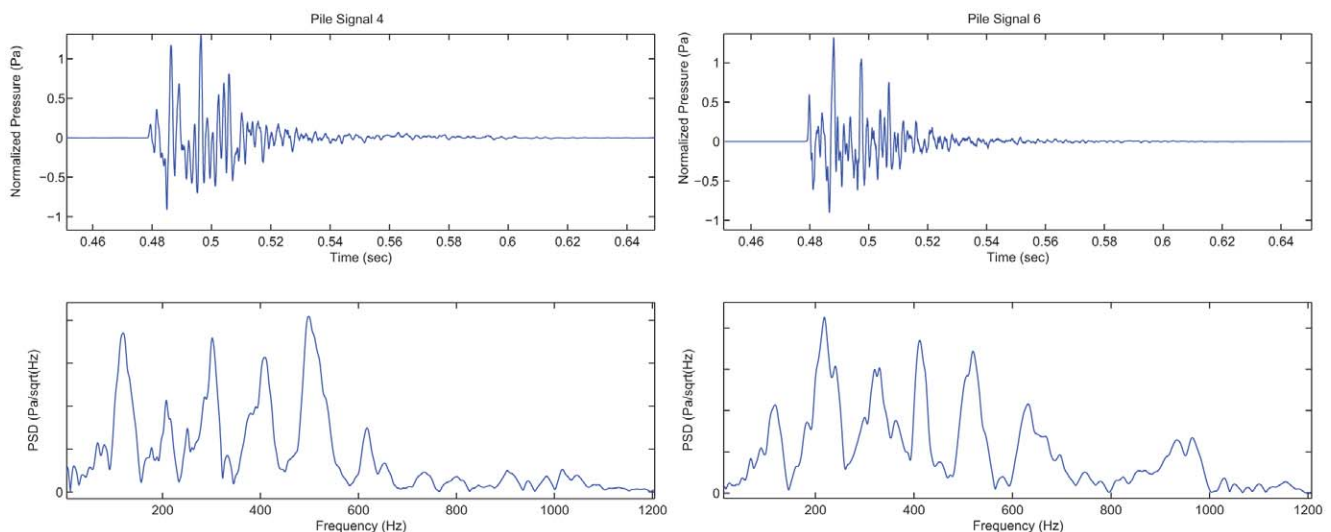 Pile Signal 4
Normalized Pressure (Pa)
1
0.5
0
−0.5
−1
0.46 0.48 0.5 0.52 0.54 0.56 0.58 0.6 0.62 0.64
Time (sec)
Pile Signal 6
Normalized Pressure (Pa)
1
0.5
0
−0.5
−1
0.46 0.48 0.5 0.52 0.54 0.56 0.58 0.6 0.62 0.64
Time (sec)
PSD (Pa/sqrt(Hz)
0
200 400 600 800 1000 1200
Frequency (Hz)
PSD (Pa/sqrt(Hz)
0
200 400 600 800 1000 1200
Frequency (Hz)